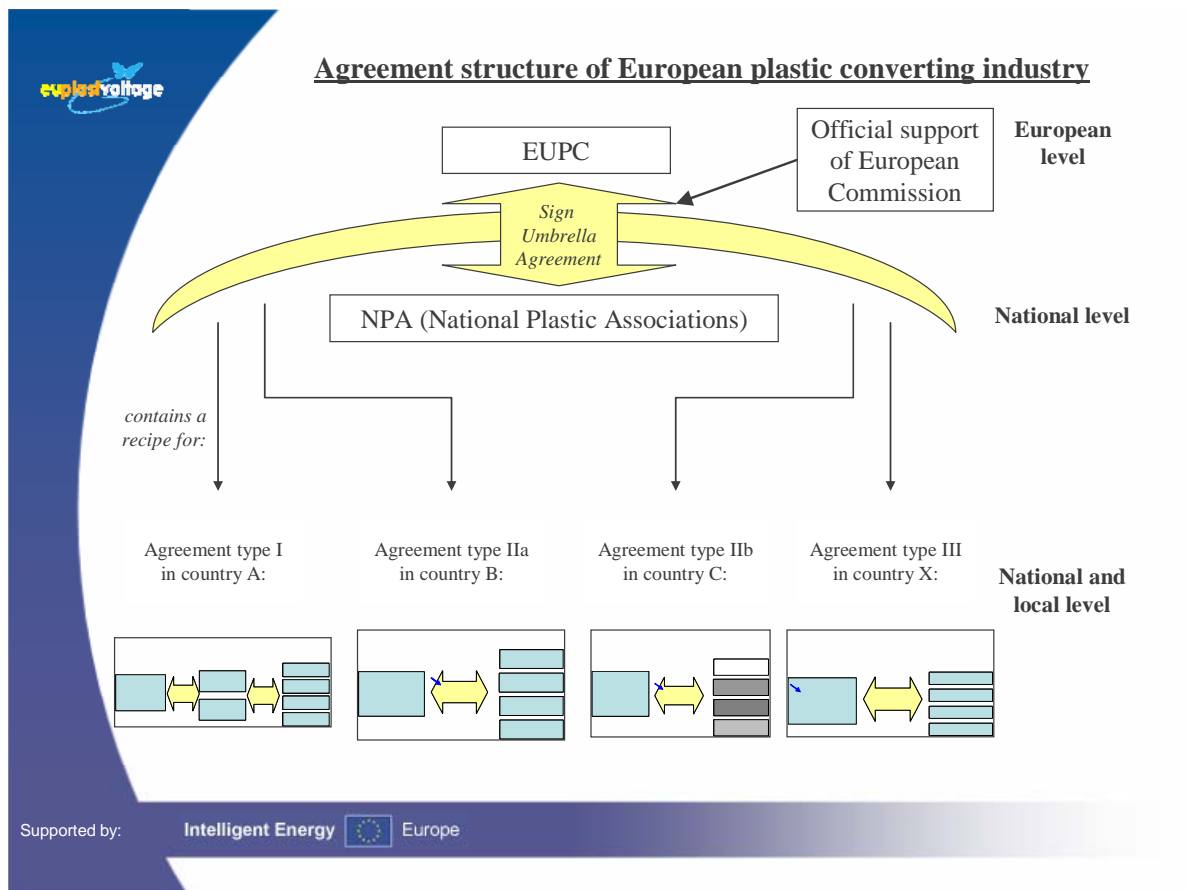 Agreement structure of European plastic converting industry
euplastvoltage
EUPC
Official support
of European
Commission
European
level
Sign
Umbrella
Agreement
NPA (National Plastic Associations)
National level
contains a
recipe for:
Agreement type I
in country A:
Agreement type IIa
in country B:
Agreement type IIb
in country C:
Agreement type III
in country X:
National and
local level
Supported by:
Intelligent Energy Europe